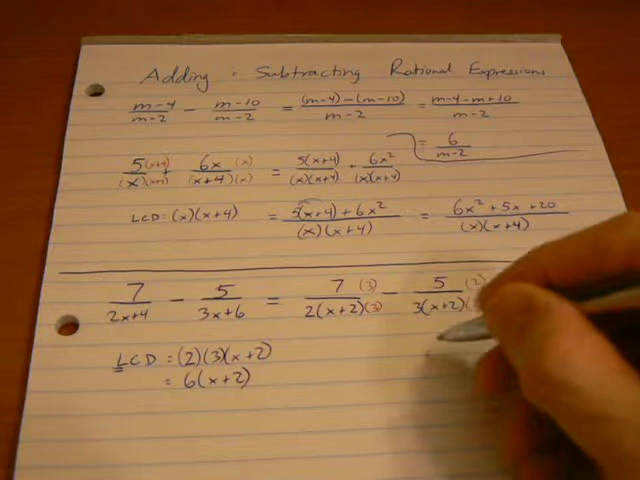 Adding : Subtracting Rational Expressions
(m-4)/(m-2) - (m-10)/(m-2) = ((m-4)-(m-10))/(m-2) = (m-4-m+10)/(m-2)
= 6/(m-2)
5(x+4)/(x)(x+4) + 6x(x)/(x+4)(x) = 5(x+4)/(x)(x+4) + 6x²/(x)(x+4)
LCD: (x)(x+4) = (5(x+4)+6x²)/(x)(x+4) = (6x²+5x+20)/(x)(x+4)
7/(2x+4) - 5/(3x+6) = 7(3)/2(x+2)(3) - 5(2)/3(x+2)
LCD = (2)(3)(x+2)
= 6(x+2)